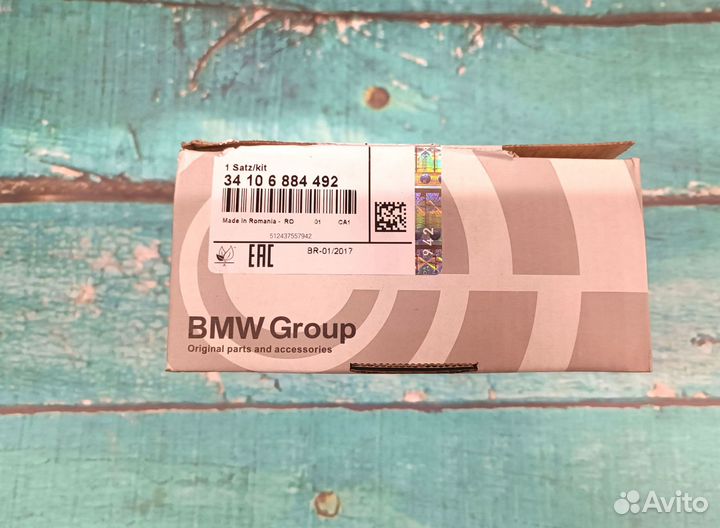 1 Satz/kit
34 10 6 884 492
Made in Romania - RO 01 CA1
512437557942
EAC BR-01/2017
7942
BMW Group
Original parts and accessories
Avito